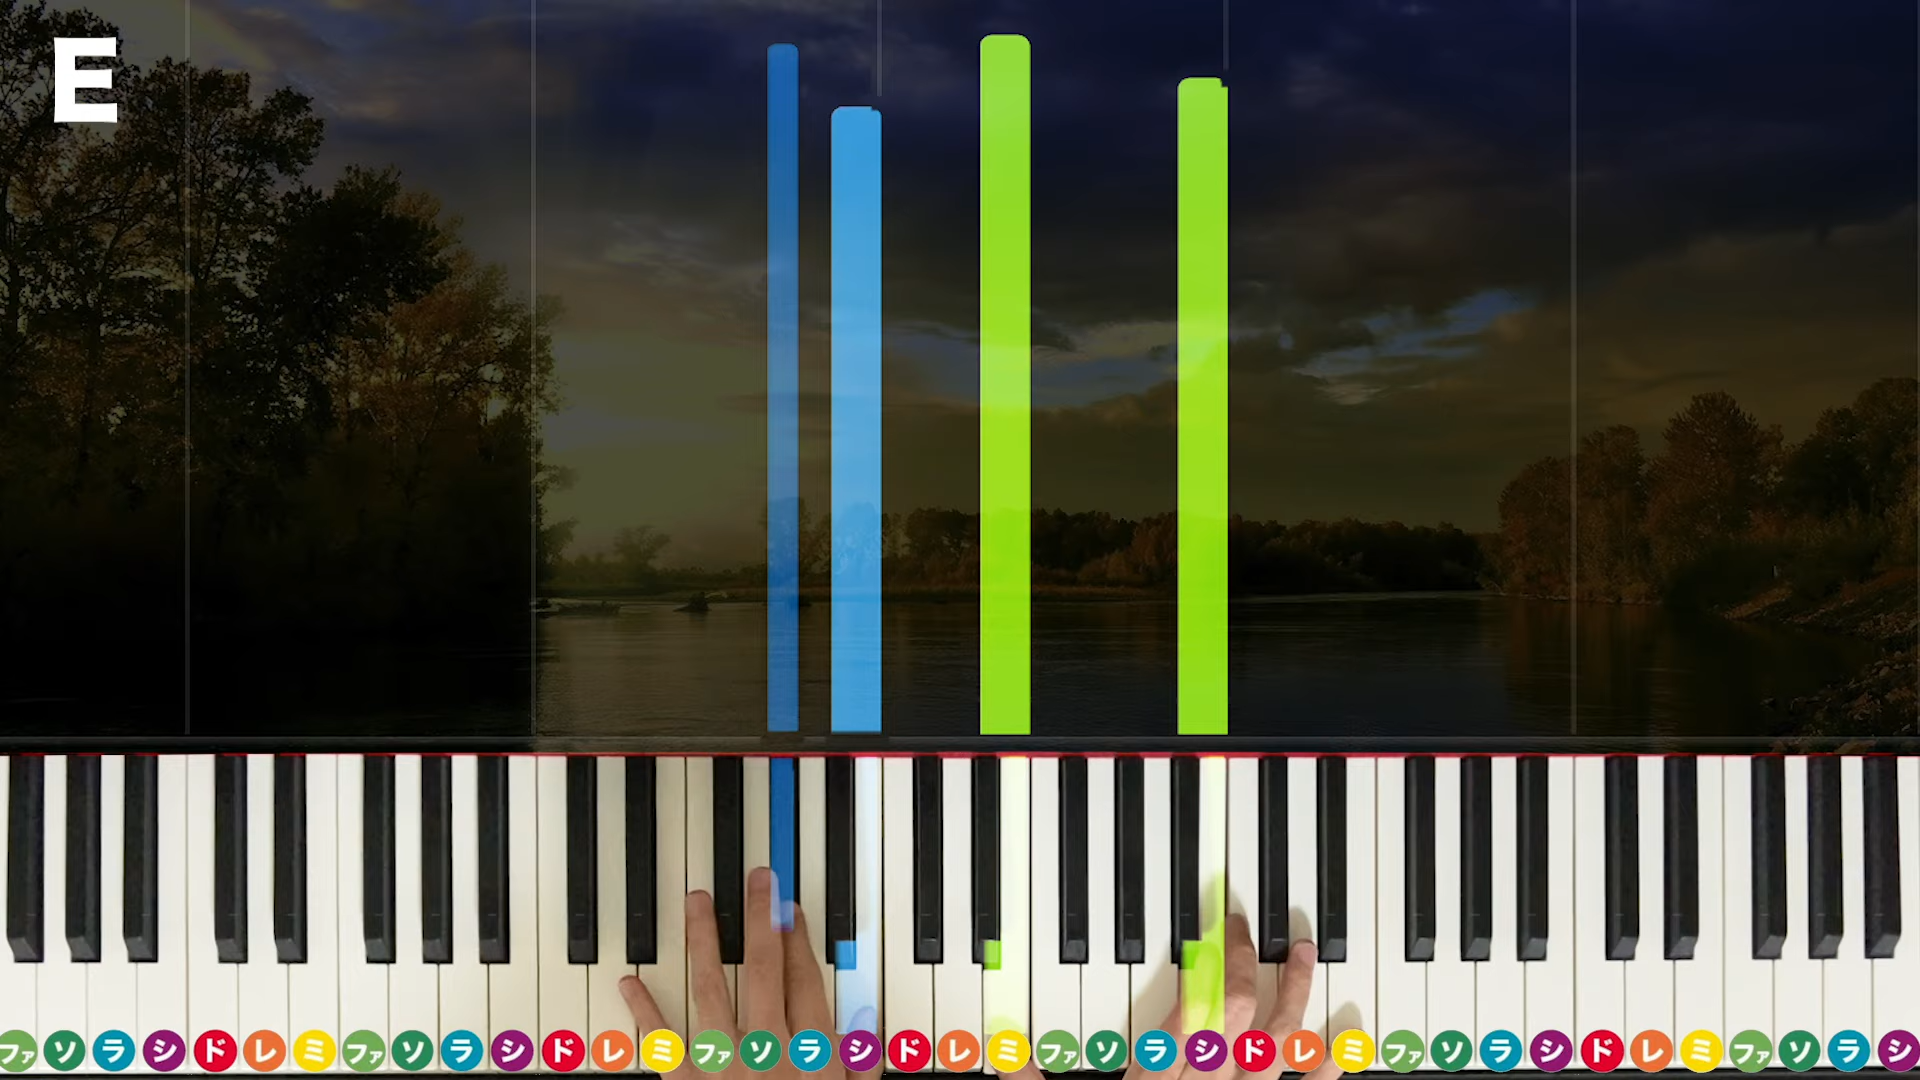 E
ファ ソ ラ シ ド レ ミ ファ ソ ラ シ ド レ ミ ファ ソ ラ シ ド レ ミ ファ ソ ラ シ ド レ ミ ファ ソ ラ シ ド レ ミ ファ ソ ラ シ